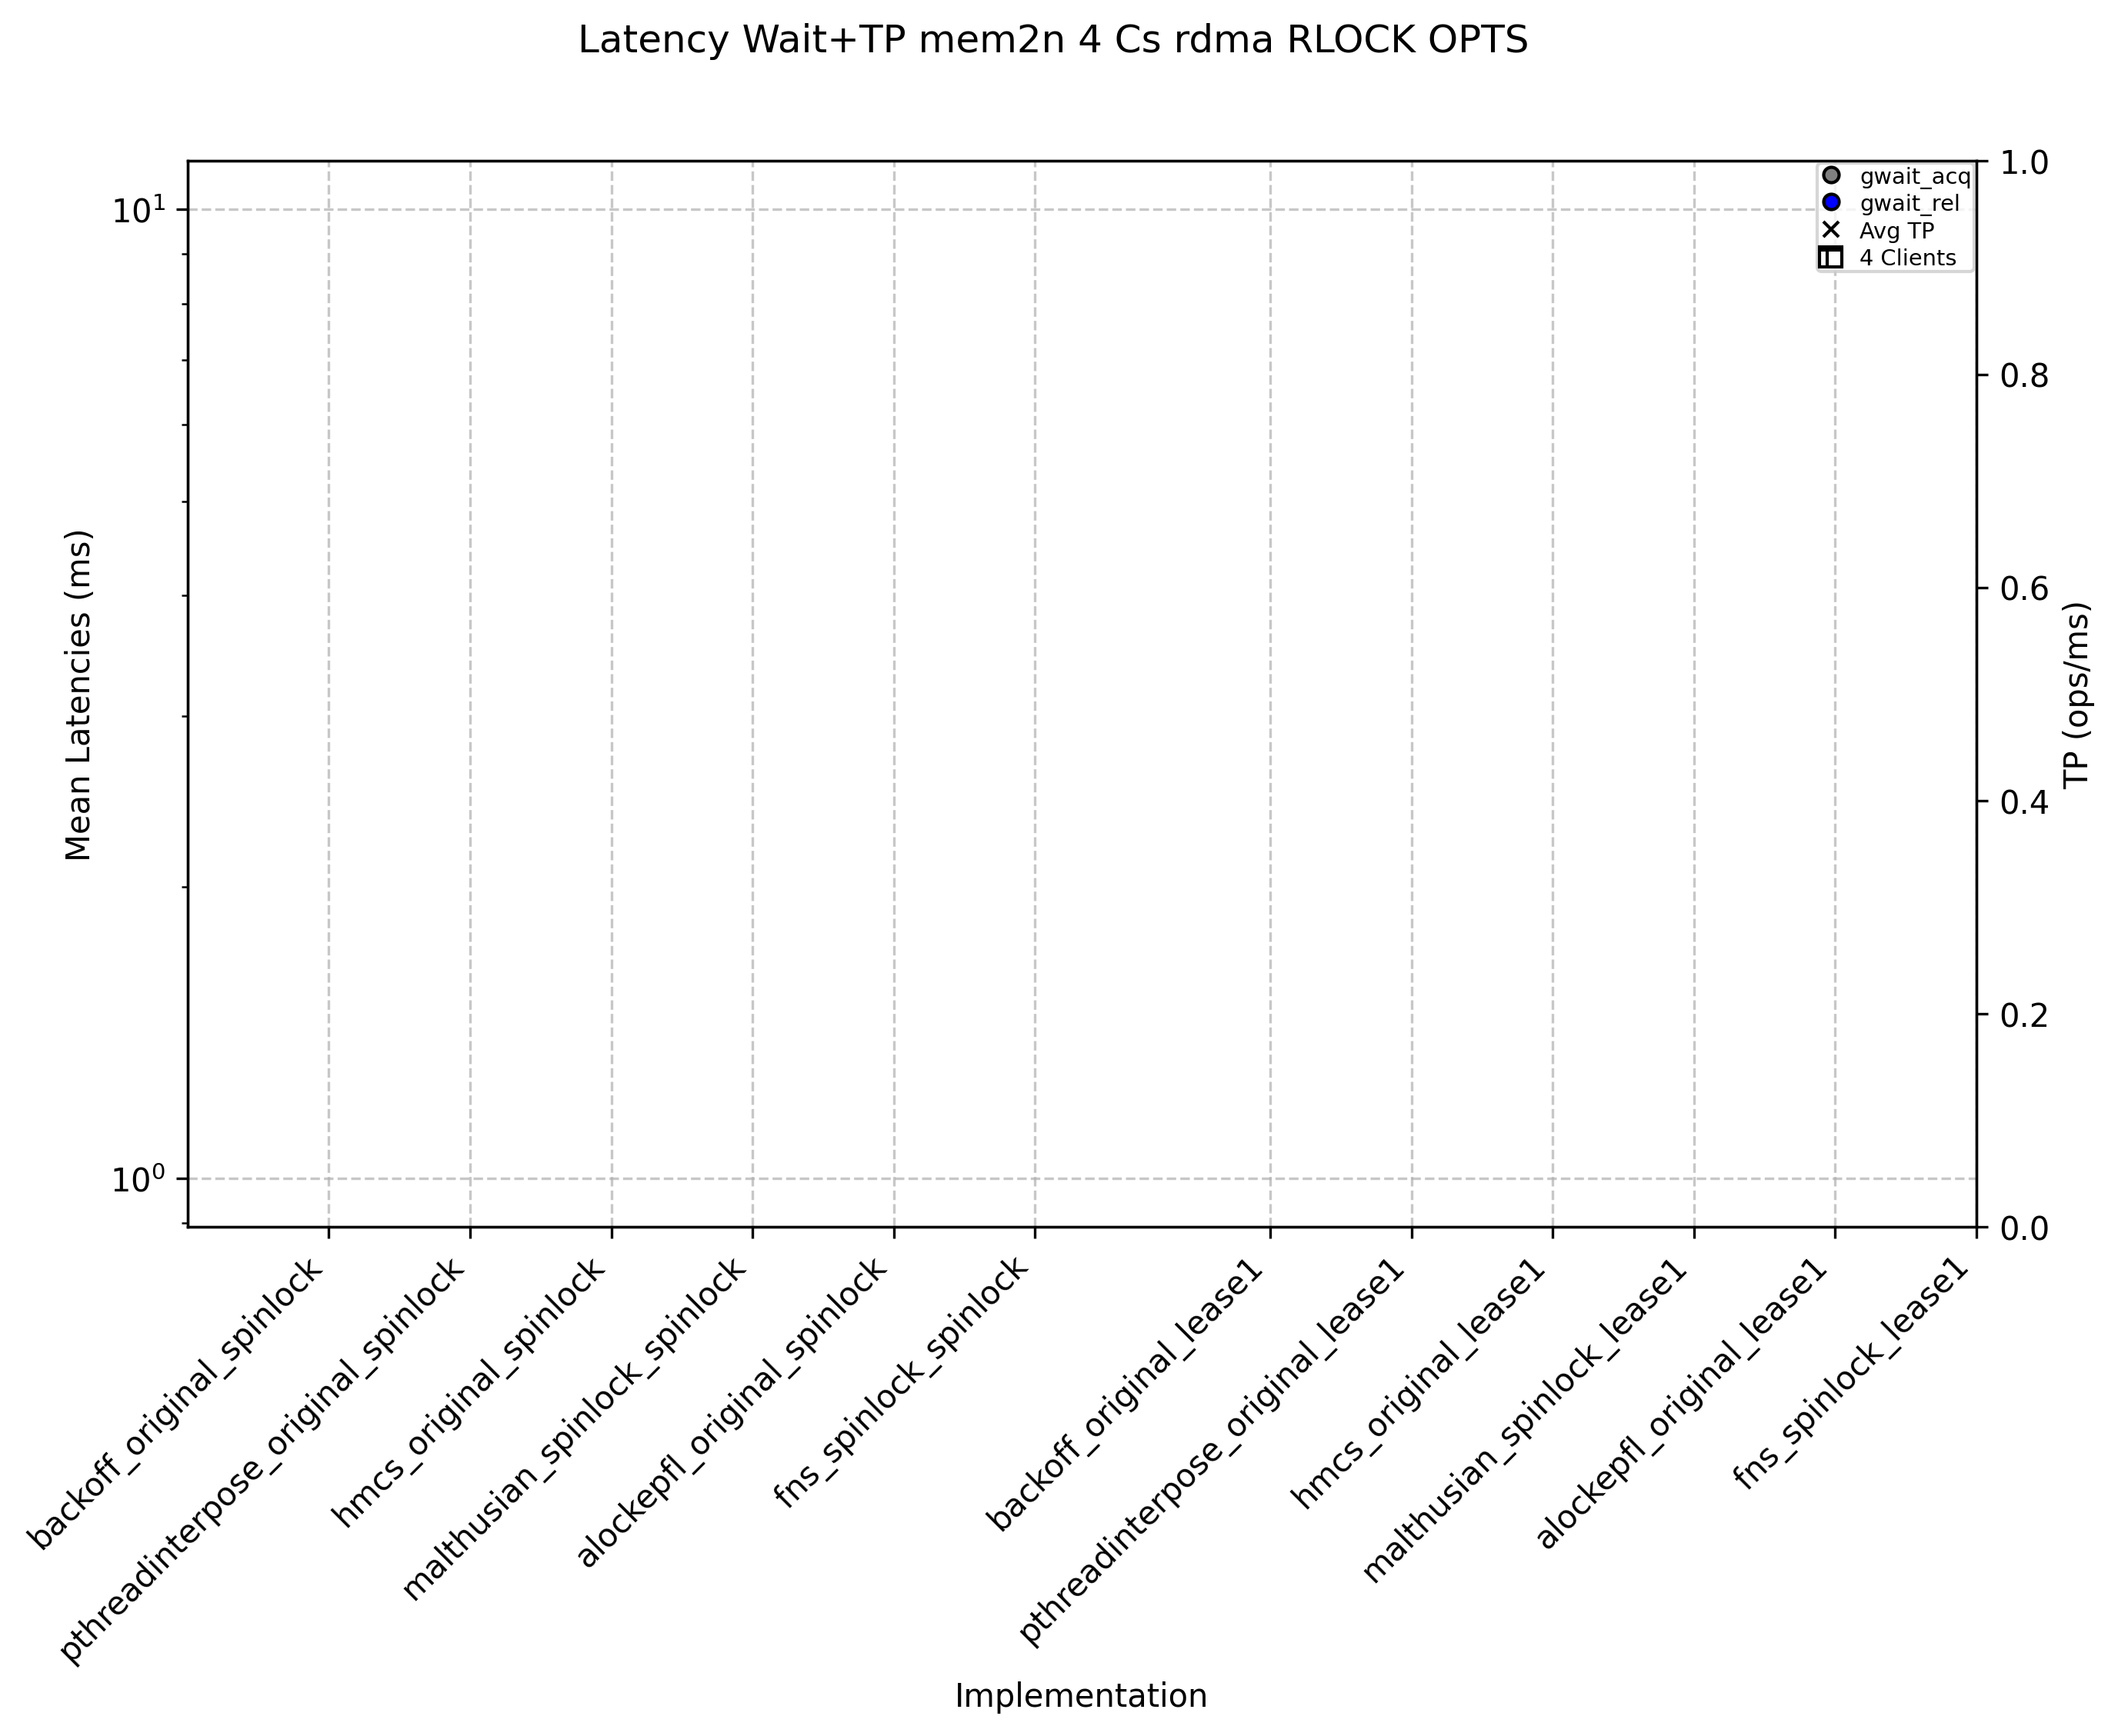 Latency Wait+TP mem2n 4 Cs rdma RLOCK OPTS
gwait_acq
gwait_rel
Avg TP
4 Clients
Mean Latencies (ms)
10¹
10⁰
1.0
0.8
0.6
0.4
0.2
0.0
TP (ops/ms)
backoff_original_spinlock
pthreadinterpose_original_spinlock
hmcs_original_spinlock
malthusian_spinlock_spinlock
alockepfl_original_spinlock
fns_spinlock_spinlock
backoff_original_lease1
pthreadinterpose_original_lease1
hmcs_original_lease1
malthusian_spinlock_lease1
alockepfl_original_lease1
fns_spinlock_lease1
Implementation